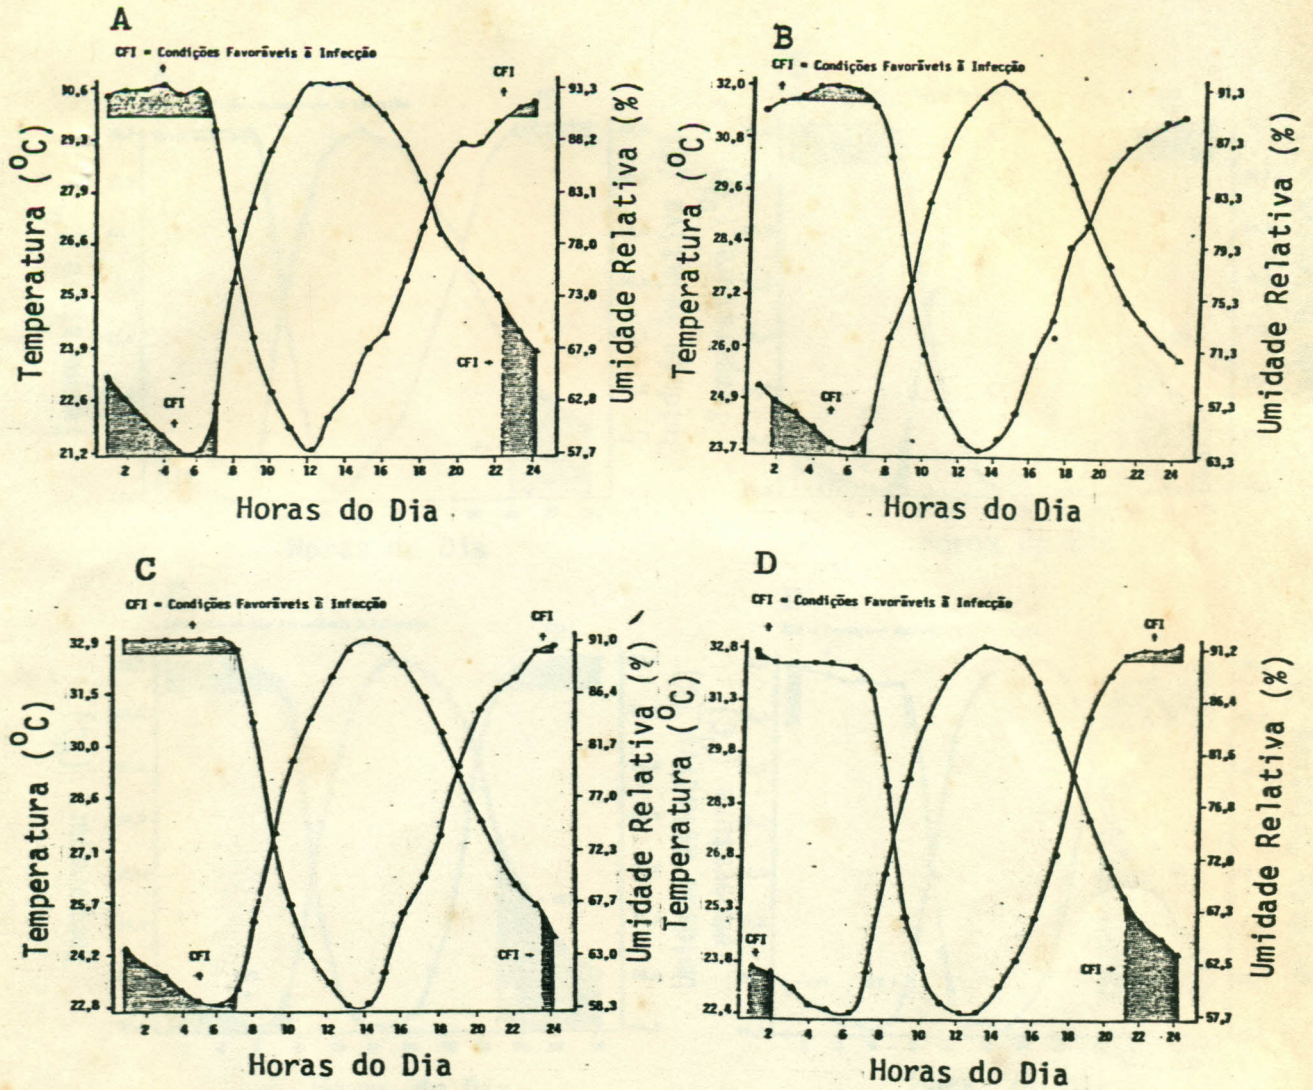 A
CFI = Condições Favoráveis à Infecção
CFI
30,6
29,3
27,9
26,6
25,3
23,9
22,6
21,2
Temperatura (°C)
93,3
88,2
83,1
78,0
73,0
67,9
62,8
57,7
Umidade Relativa (%)
CFI
CFI
2 4 6 8 10 12 14 16 18 20 22 24
Horas do Dia
B
CFI = Condições Favoráveis à Infecção
32,0
30,8
29,6
28,4
27,2
26,0
24,9
23,7
Temperatura (°C)
91,3
87,3
83,3
79,3
75,3
71,3
57,3
63,3
Umidade Relativa (%)
CFI
2 4 6 8 10 12 14 16 18 20 22 24
Horas do Dia
C
CFI = Condições Favoráveis à Infecção
CFI
32,9
31,5
30,0
28,6
27,1
25,7
24,2
22,8
Temperatura (°C)
91,0
86,4
81,7
77,0
72,3
67,7
63,0
58,3
Umidade Relativa (%)
CFI
CFI
2 4 6 8 10 12 14 16 18 20 22 24
Horas do Dia
D
CFI = Condições Favoráveis à Infecção
CFI
32,8
31,3
29,8
28,3
26,8
25,3
23,8
22,4
Temperatura (°C)
91,2
86,4
81,6
76,8
72,0
67,3
62,5
57,7
Umidade Relativa (%)
CFI
CFI
2 4 6 8 10 12 14 16 18 20 22 24
Horas do Dia